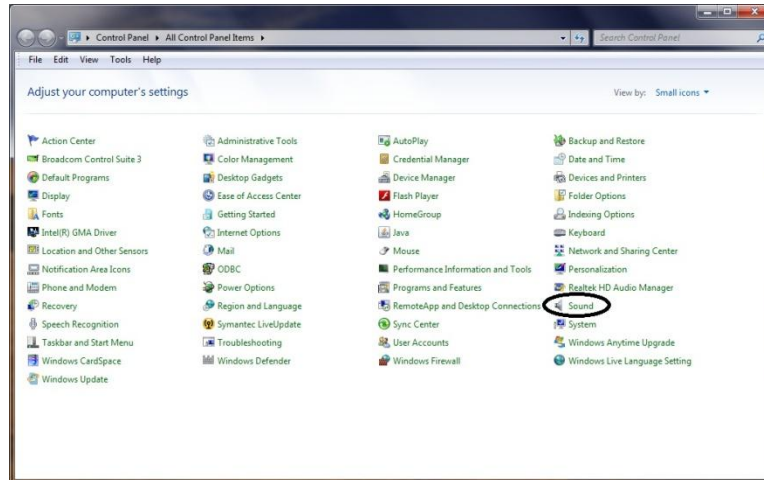 Control Panel ▸ All Control Panel Items ▸
Search Control Panel
File Edit View Tools Help
Adjust your computer's settings
View by: Small icons
Action Center Administrative Tools AutoPlay Backup and Restore
Broadcom Control Suite 3 Color Management Credential Manager Date and Time
Default Programs Desktop Gadgets Device Manager Devices and Printers
Display Ease of Access Center Flash Player Folder Options
Fonts Getting Started HomeGroup Indexing Options
Intel(R) GMA Driver Internet Options Java Keyboard
Location and Other Sensors Mail Mouse Network and Sharing Center
Notification Area Icons ODBC Performance Information and Tools Personalization
Phone and Modem Power Options Programs and Features Realtek HD Audio Manager
Recovery Region and Language RemoteApp and Desktop Connections Sound
Speech Recognition Symantec LiveUpdate Sync Center System
Taskbar and Start Menu Troubleshooting User Accounts Windows Anytime Upgrade
Windows CardSpace Windows Defender Windows Firewall Windows Live Language Setting
Windows Update